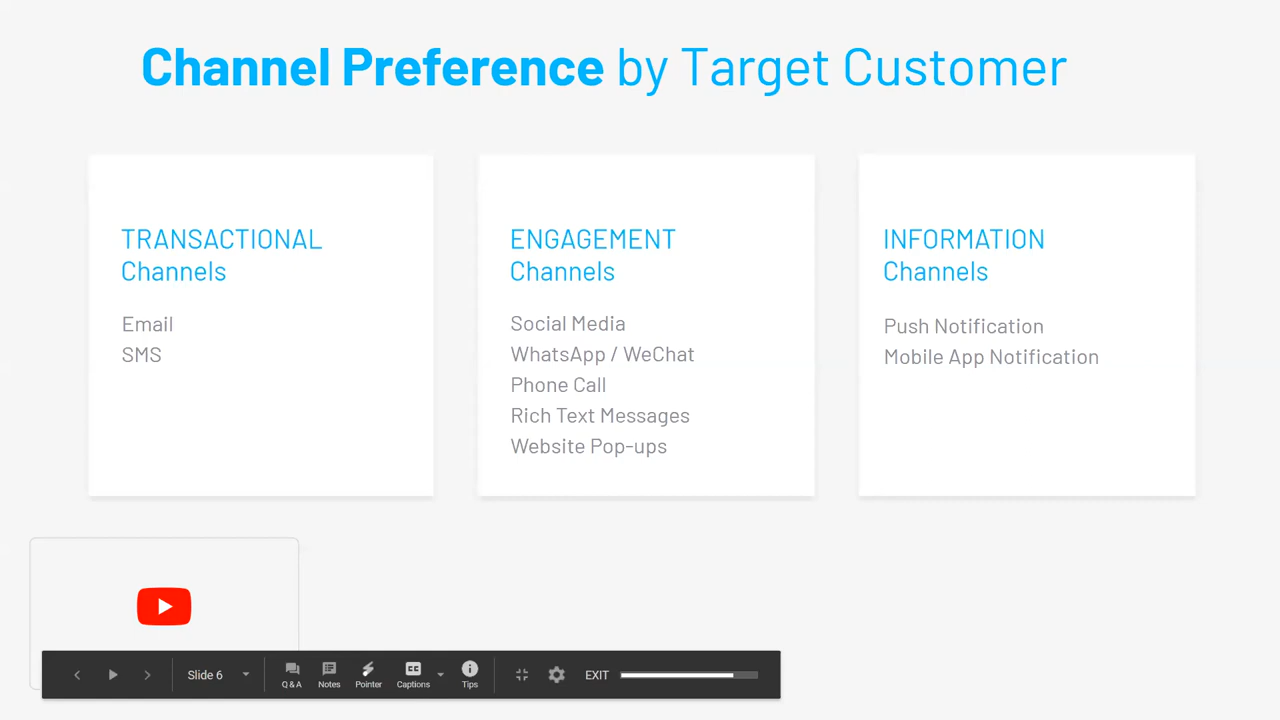 Channel Preference by Target Customer
TRANSACTIONAL
Channels
Email
SMS
ENGAGEMENT
Channels
Social Media
WhatsApp / WeChat
Phone Call
Rich Text Messages
Website Pop-ups
INFORMATION
Channels
Push Notification
Mobile App Notification
Slide 6
Q & A
Notes
Pointer
CC
Captions
Tips
EXIT